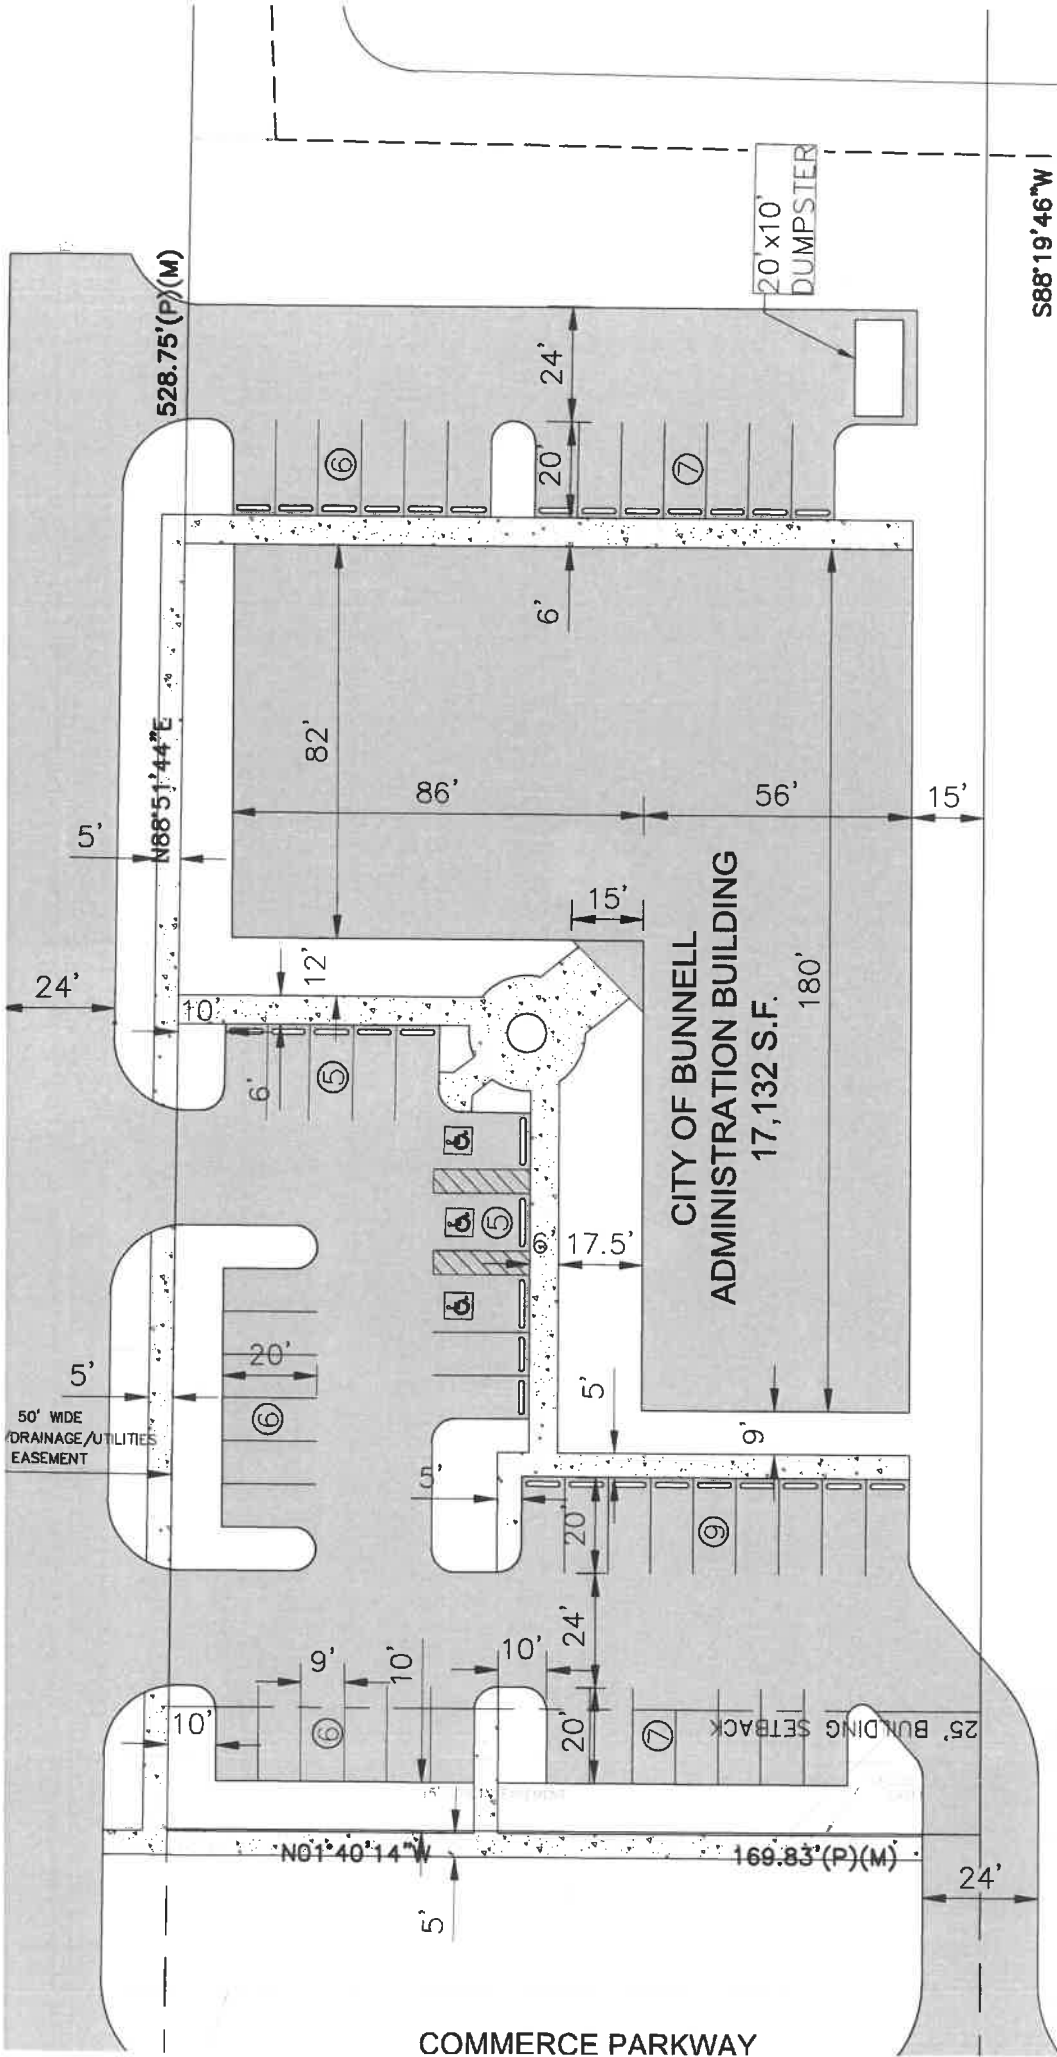 S88°19'46"W
20'x10'
DUMPSTER
528.75'(P)(M)
24'
20'
⑥
⑦
6'
N88°51'44"E
82'
86'
56'
15'
5'
15'
24'
12'
10'
6'
⑤
CITY OF BUNNELL
ADMINISTRATION BUILDING
17,132 S.F.
180'
⑤
6'
17.5'
5'
20'
⑥
50' WIDE
DRAINAGE/UTILITIES
EASEMENT
5'
9'
5'
20'
⑨
24'
9'
10'
10'
10'
⑥
20'
⑦
25' BUILDING SETBACK
N01°40'14"W
169.83'(P)(M)
24'
5'
COMMERCE PARKWAY